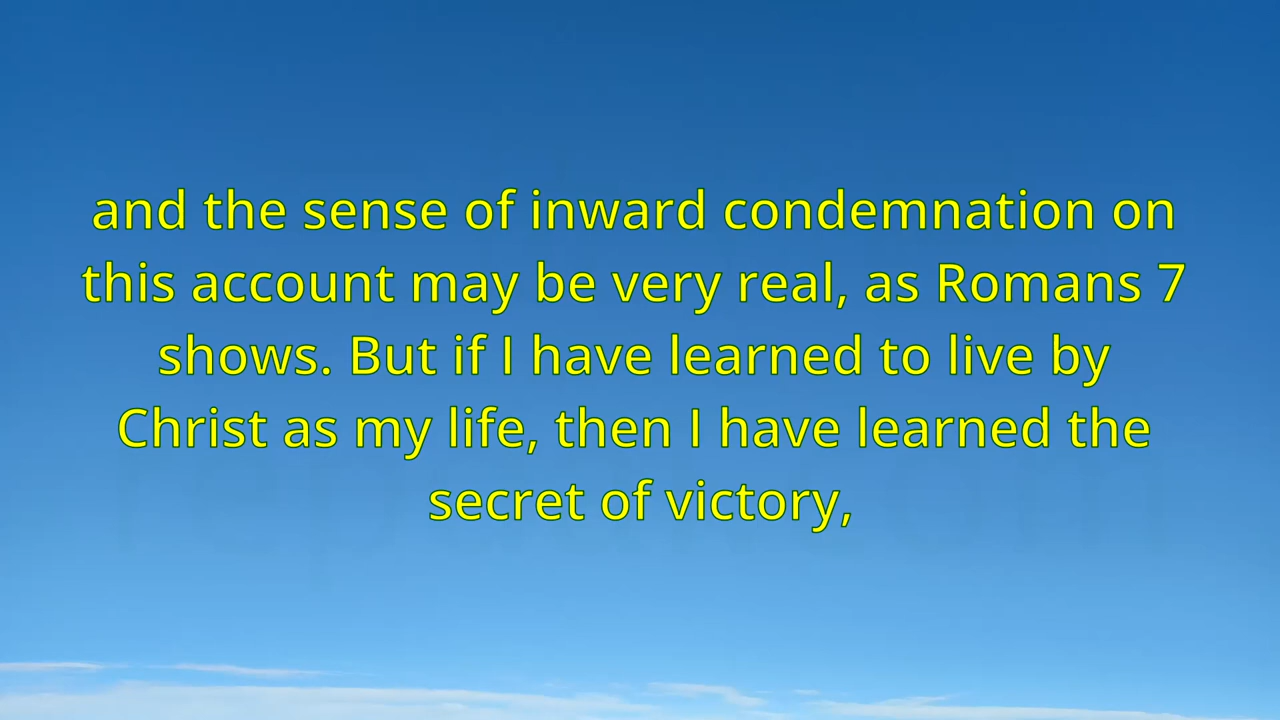 and the sense of inward condemnation on
this account may be very real, as Romans 7
shows. But if I have learned to live by
Christ as my life, then I have learned the
secret of victory,